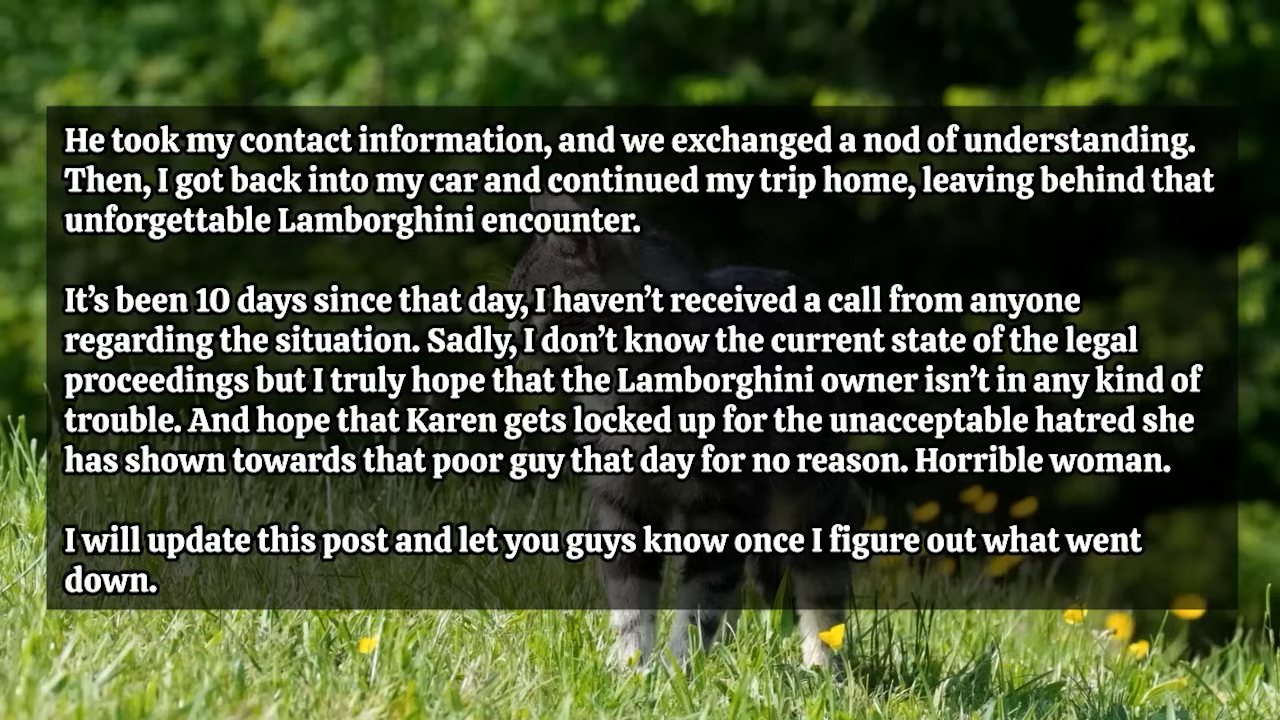 He took my contact information, and we exchanged a nod of understanding.
Then, I got back into my car and continued my trip home, leaving behind that
unforgettable Lamborghini encounter.
It’s been 10 days since that day, I haven’t received a call from anyone
regarding the situation. Sadly, I don’t know the current state of the legal
proceedings but I truly hope that the Lamborghini owner isn’t in any kind of
trouble. And hope that Karen gets locked up for the unacceptable hatred she
has shown towards that poor guy that day for no reason. Horrible woman.
I will update this post and let you guys know once I figure out what went
down.